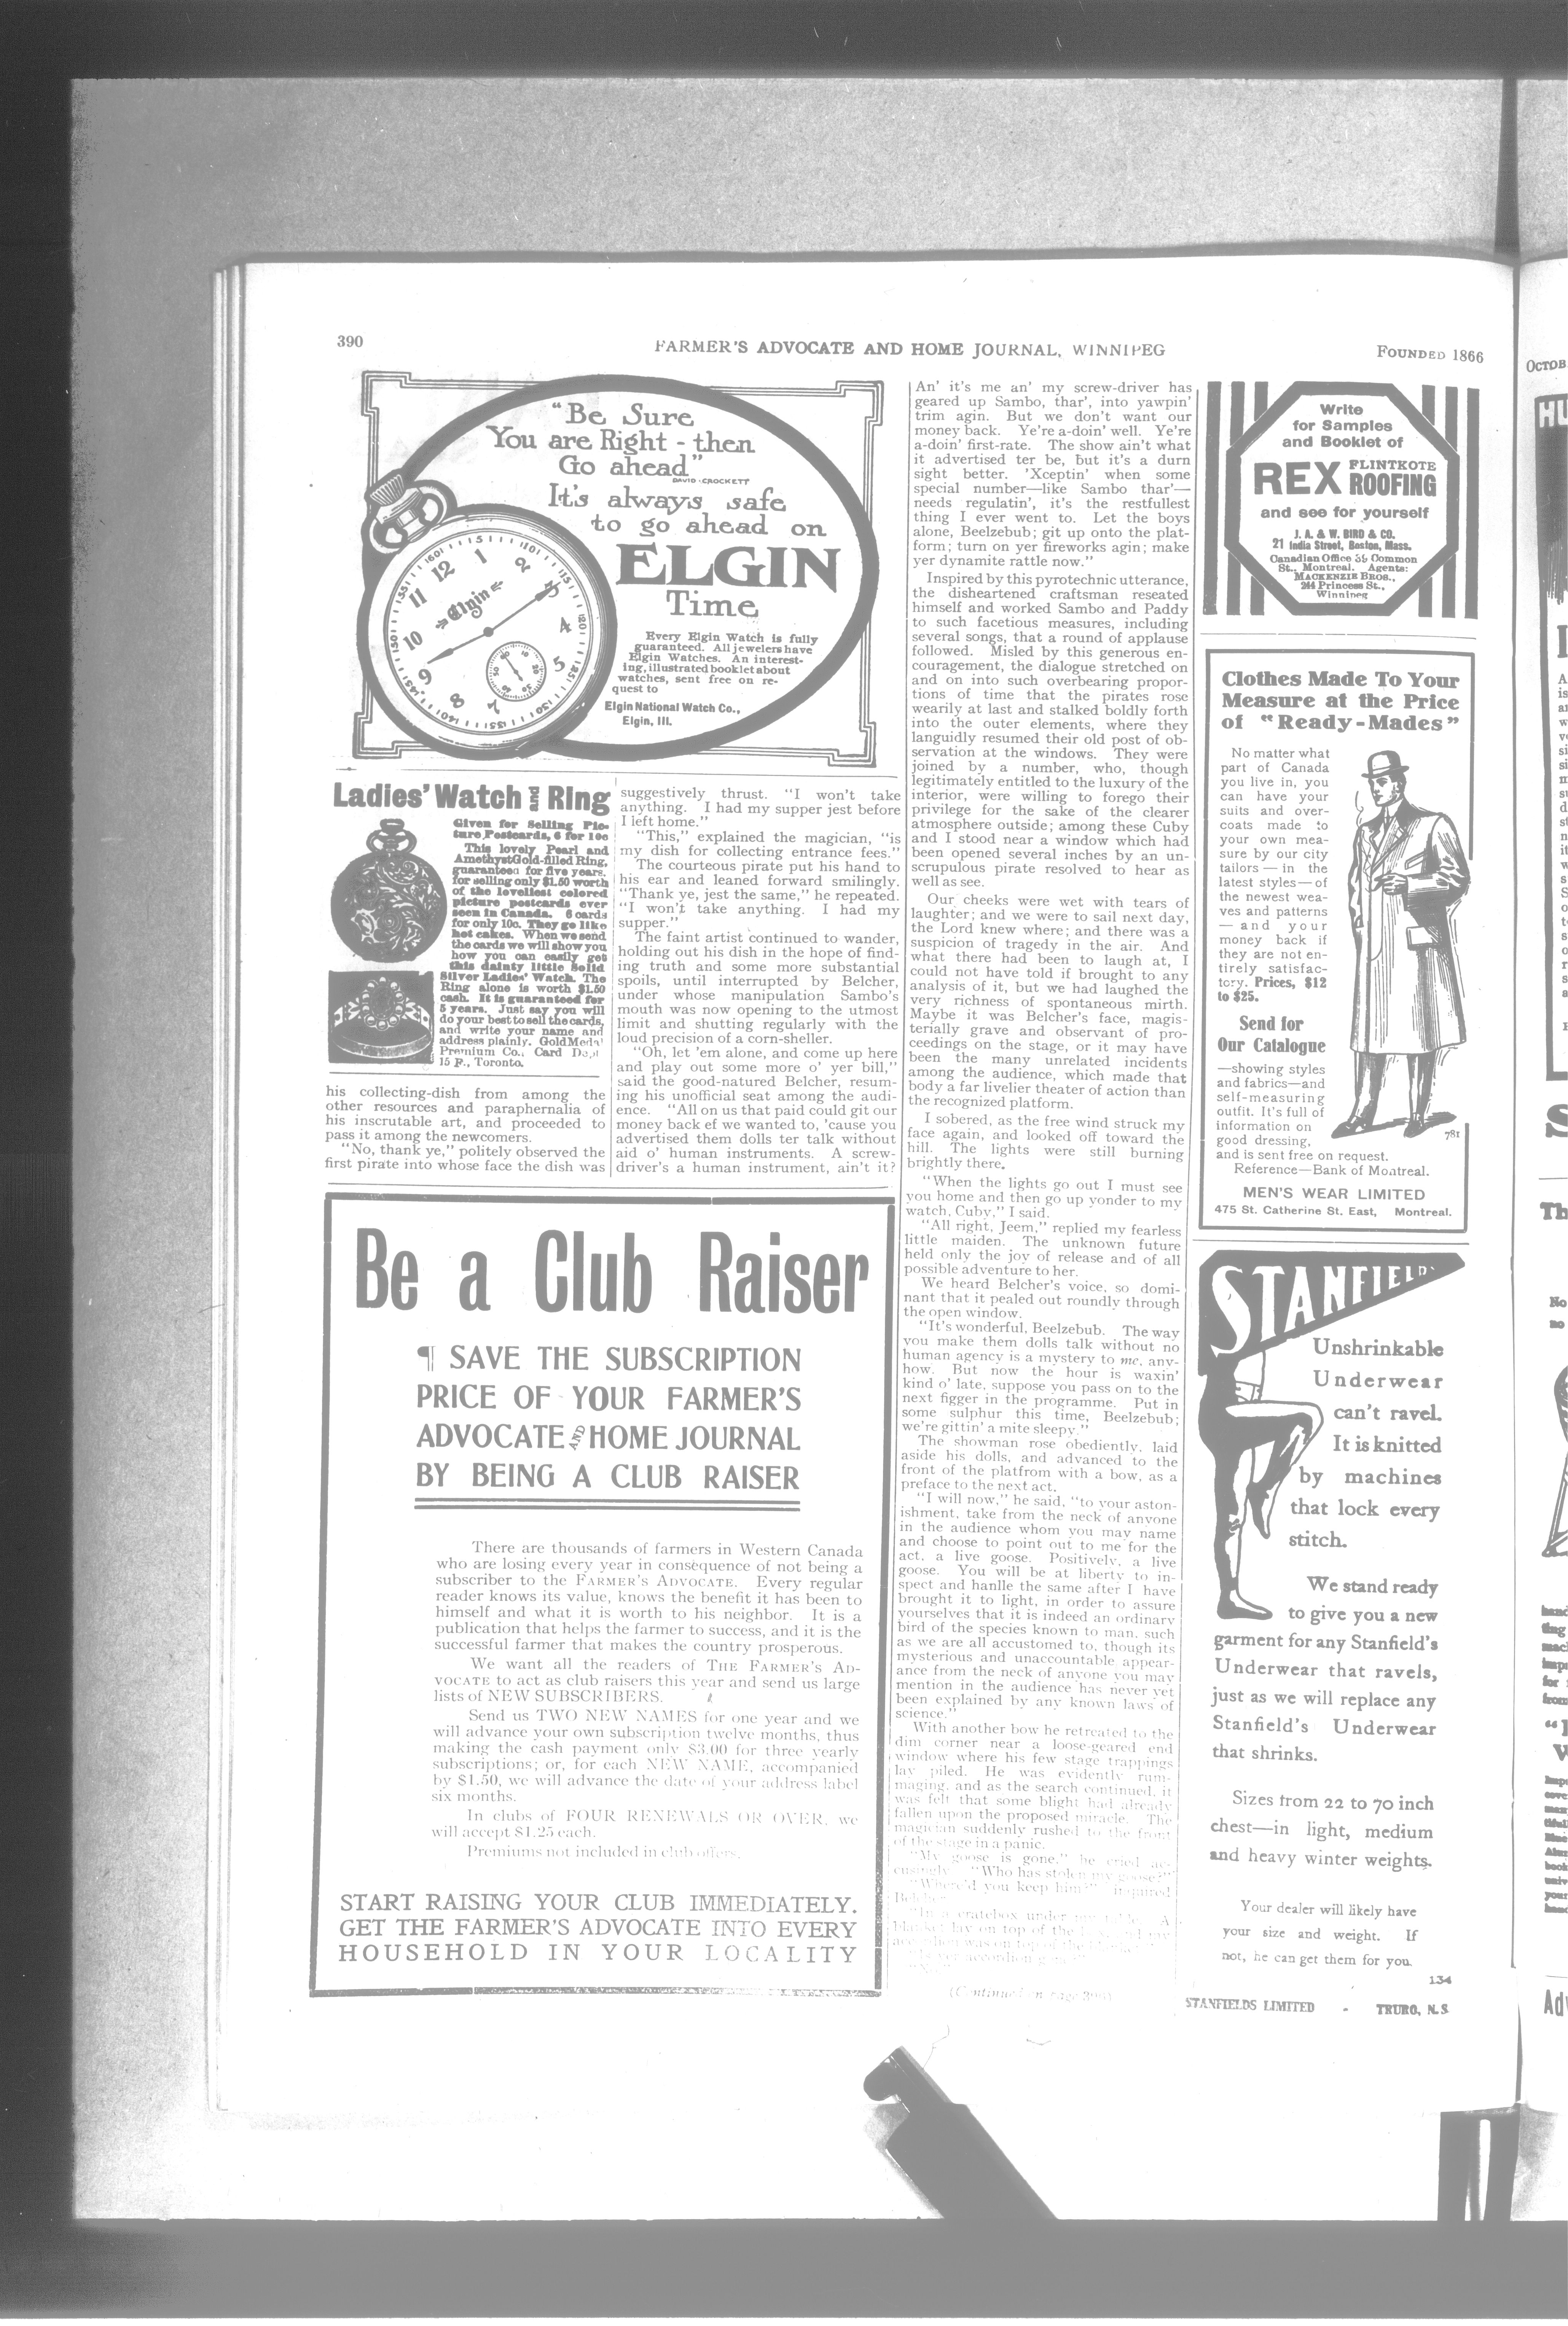 390
FARMER'S ADVOCATE AND HOME JOURNAL, WINNIPEG
FOUNDED 1866
"Be Sure
You are Right - then
Go ahead"
DAVID CROCKETT
It's always safe
to go ahead on
ELGIN
Time
Every Elgin Watch is fully
guaranteed. All jewelers have
Elgin Watches. An interest-
ing, illustrated booklet about
watches, sent free on re-
quest to
Elgin National Watch Co.,
Elgin, Ill.
Ladies' Watch and Ring
Given for Selling Pic-
ture Postcards, 6 for 10c
This lovely Pearl and
Amethyst Gold-filled Ring,
guaranteed for five years.
for selling only $1.50 worth
of the loveliest colored
picture postcards ever
seen in Canada. 6 cards
for only 10c. They go like
hot cakes. When we send
the cards we will show you
how you can easily get
this dainty little Solid
Silver Ladies' Watch. The
Ring alone is worth $1.50
cash. It is guaranteed for
5 years. Just say you will
do your best to sell the cards,
and write your name and
address plainly. Gold Medal
Premium Co., Card Dept
15 F., Toronto.
his collecting-dish from among the
other resources and paraphernalia of
his inscrutable art, and proceeded to
pass it among the newcomers.
"No, thank ye," politely observed the
first pirate into whose face the dish was
suggestively thrust. "I won't take
anything. I had my supper jest before
I left home."
"This," explained the magician, "is
my dish for collecting entrance fees."
The courteous pirate put his hand to
his ear and leaned forward smilingly.
"Thank ye, jest the same," he repeated.
"I won't take anything. I had my
supper."
The faint artist continued to wander,
holding out his dish in the hope of find-
ing truth and some more substantial
spoils, until interrupted by Belcher,
under whose manipulation Sambo's
mouth was now opening to the utmost
limit and shutting regularly with the
loud precision of a corn-sheller.
"Oh, let 'em alone, and come up here
and play out some more o' yer bill,"
said the good-natured Belcher, resum-
ing his unofficial seat among the audi-
ence. "All on us that paid could git our
money back ef we wanted to, 'cause you
advertised them dolls ter talk without
aid o' human instruments. A screw-
driver's a human instrument, ain't it?
Be a Club Raiser
¶ SAVE THE SUBSCRIPTION
PRICE OF YOUR FARMER'S
ADVOCATE AND HOME JOURNAL
BY BEING A CLUB RAISER
There are thousands of farmers in Western Canada
who are losing every year in consequence of not being a
subscriber to the FARMER'S ADVOCATE. Every regular
reader knows its value, knows the benefit it has been to
himself and what it is worth to his neighbor. It is a
publication that helps the farmer to success, and it is the
successful farmer that makes the country prosperous.
We want all the readers of THE FARMER'S AD-
VOCATE to act as club raisers this year and send us large
lists of NEW SUBSCRIBERS.
Send us TWO NEW NAMES for one year and we
will advance your own subscription twelve months, thus
making the cash payment only $3.00 for three yearly
subscriptions; or, for each NEW NAME, accompanied
by $1.50, we will advance the date of your address label
six months.
In clubs of FOUR RENEWALS OR OVER, we
will accept $1.25 each.
Premiums not included in club offers.
START RAISING YOUR CLUB IMMEDIATELY.
GET THE FARMER'S ADVOCATE INTO EVERY
HOUSEHOLD IN YOUR LOCALITY
An' it's me an' my screw-driver has
geared up Sambo, thar', into yawpin'
trim agin. But we don't want our
money back. Ye're a-doin' well. Ye're
a-doin' first-rate. The show ain't what
it advertised ter be, but it's a durn
sight better. 'Xceptin' when some
special number—like Sambo thar'—
needs regulatin', it's the restfullest
thing I ever went to. Let the boys
alone, Beelzebub; git up onto the plat-
form; turn on yer fireworks agin; make
yer dynamite rattle now."
Inspired by this pyrotechnic utterance,
the disheartened craftsman reseated
himself and worked Sambo and Paddy
to such facetious measures, including
several songs, that a round of applause
followed. Misled by this generous en-
couragement, the dialogue stretched on
and on into such overbearing propor-
tions of time that the pirates rose
wearily at last and stalked boldly forth
into the outer elements, where they
languidly resumed their old post of ob-
servation at the windows. They were
joined by a number, who, though
legitimately entitled to the luxury of the
interior, were willing to forego their
privilege for the sake of the clearer
atmosphere outside; among these Cuby
and I stood near a window which had
been opened several inches by an un-
scrupulous pirate resolved to hear as
well as see.
Our cheeks were wet with tears of
laughter; and we were to sail next day,
the Lord knew where; and there was a
suspicion of tragedy in the air. And
what there had been to laugh at, I
could not have told if brought to any
analysis of it, but we had laughed the
very richness of spontaneous mirth.
Maybe it was Belcher's face, magis-
terially grave and observant of pro-
ceedings on the stage, or it may have
been the many unrelated incidents
among the audience, which made that
body a far livelier theater of action than
the recognized platform.
I sobered, as the free wind struck my
face again, and looked off toward the
hill. The lights were still burning
brightly there.
"When the lights go out I must see
you home and then go up yonder to my
watch, Cuby," I said.
"All right, Jeem," replied my fearless
little maiden. The unknown future
held only the joy of release and of all
possible adventure to her.
We heard Belcher's voice, so domi-
nant that it pealed out roundly through
the open window.
"It's wonderful, Beelzebub. The way
you make them dolls talk without no
human agency is a mystery to me, any-
how. But now the hour is waxin'
kind o' late, suppose you pass on to the
next figger in the programme. Put in
some sulphur this time, Beelzebub;
we're gittin' a mite sleepy."
The showman rose obediently, laid
aside his dolls, and advanced to the
front of the platfrom with a bow, as a
preface to the next act.
"I will now," he said, "to your aston-
ishment, take from the neck of anyone
in the audience whom you may name
and choose to point out to me for the
act, a live goose. Positively, a live
goose. You will be at liberty to in-
spect and hanlle the same after I have
brought it to light, in order to assure
yourselves that it is indeed an ordinary
bird of the species known to man, such
as we are all accustomed to, though its
mysterious and unaccountable appear-
ance from the neck of anyone you may
mention in the audience has never yet
been explained by any known laws of
science."
With another bow he retreated to the
dim corner near a loose-geared end
window where his few stage trappings
lay piled. He was evidently rum-
maging, and as the search continued, it
was felt that some blight had already
fallen upon the proposed miracle. The
magician suddenly rushed to the front
of the stage in a panic.
"My goose is gone," he cried ac-
cusingly. "Who has stolen my goose?"
"Where'd you keep him?" inquired
Belcher.
"In a cratebox under
lay on top of the
was on top of
accordion
(Continued on page
Write
for Samples
and Booklet of
REX FLINTKOTE
ROOFING
and see for yourself
J. A. & W. BIRD & CO.
21 India Street, Boston, Mass.
Canadian Office Common
St., Montreal. Agents:
MACKENZIE BROS.,
244 Princess St.,
Winnipeg
Clothes Made To Your
Measure at the Price
of "Ready-Mades"
No matter what
part of Canada
you live in, you
can have your
suits and over-
coats made to
your own mea-
sure by our city
tailors — in the
latest styles — of
the newest wea-
ves and patterns
— and your
money back if
they are not en-
tirely satisfac-
tory. Prices, $12
to $25.
Send for
Our Catalogue
—showing styles
and fabrics—and
self-measuring
outfit. It's full of
information on
good dressing,
and is sent free on request.
Reference—Bank of Montreal.
781
MEN'S WEAR LIMITED
475 St. Catherine St. East, Montreal.
STANFIELD'S
Unshrinkable
Underwear
can't ravel.
It is knitted
by machines
that lock every
stitch.
We stand ready
to give you a new
garment for any Stanfield's
Underwear that ravels,
just as we will replace any
Stanfield's Underwear
that shrinks.
Sizes from 22 to 70 inch
chest—in light, medium
and heavy winter weights.
Your dealer will likely have
your size and weight. If
not, he can get them for you.
134
STANFIELDS LIMITED - TRURO, N.S.
OCTOB